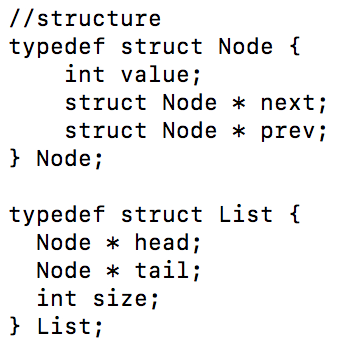 //structure
typedef struct Node {
    int value;
    struct Node * next;
    struct Node * prev;
} Node;

typedef struct List {
  Node * head;
  Node * tail;
  int size;
} List;